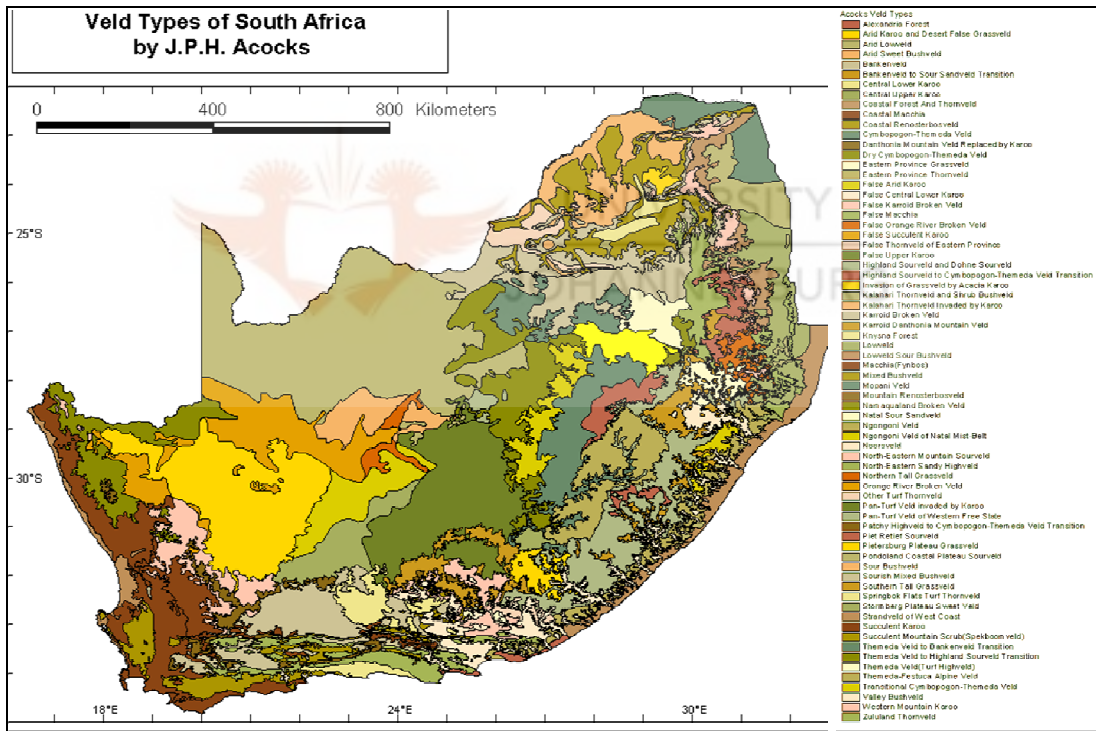 Veld Types of South Africa
by J.P.H. Acocks
0 400 800 Kilometers
25°S
30°S
18°E 24°E 30°E
UNIVERSITY
JOHANNESBURG
Acocks Veld Types
Alexandria Forest
Arid Karoo and Desert False Grassveld
Arid Lowveld
Arid Sweet Bushveld
Bankenveld
Bankenveld to Sour Sandveld Transition
Central Lower Karoo
Central Upper Karoo
Coastal Forest And Thornveld
Coastal Macchia
Coastal Renosterbosveld
Cymbopogon-Themeda Veld
Danthonia Mountain Veld Replaced by Karoo
Dry Cymbopogon-Themeda Veld
Eastern Province Grassveld
Eastern Province Thornveld
False Arid Karoo
False Central Lower Karoo
False Karroid Broken Veld
False Macchia
False Orange River Broken Veld
False Succulent Karoo
False Thornveld of Eastern Province
False Upper Karoo
Highland Sourveld and Dohne Sourveld
Highland Sourveld to Cymbopogon-Themeda Veld Transition
Invasion of Grassveld by Acacia Karoo
Kalahari Thornveld and Shrub Bushveld
Kalahari Thornveld Invaded by Karoo
Karroid Broken Veld
Karroid Danthonia Mountain Veld
Knysna Forest
Lowveld
Lowveld Sour Bushveld
Macchia(Fynbos)
Mixed Bushveld
Mopani Veld
Mountain Renosterbosveld
Namaqualand Broken Veld
Natal Sour Sandveld
Ngongoni Veld
Ngongoni Veld of Natal Mist-Belt
Noorsveld
North-Eastern Mountain Sourveld
North-Eastern Sandy Highveld
Northern Tall Grassveld
Orange River Broken Veld
Other Turf Thornveld
Pan-Turf Veld invaded by Karoo
Pan-Turf Veld of Western Free State
Patchy Highveld to Cymbopogon-Themeda Veld Transition
Piet Retief Sourveld
Pietersburg Plateau Grassveld
Pondoland Coastal Plateau Sourveld
Sour Bushveld
Sourish Mixed Bushveld
Southern Tall Grassveld
Springbok Flats Turf Thornveld
Stormberg Plateau Sweet Veld
Strandveld of West Coast
Succulent Karoo
Succulent Mountain Scrub(Spekboomveld)
Themeda Veld to Bankenveld Transition
Themeda Veld to Highland Sourveld Transition
Themeda Veld(Turf Highveld)
Themeda-Festuca Alpine Veld
Transitional Cymbopogon-Themeda Veld
Valley Bushveld
Western Mountain Karoo
Zululand Thornveld